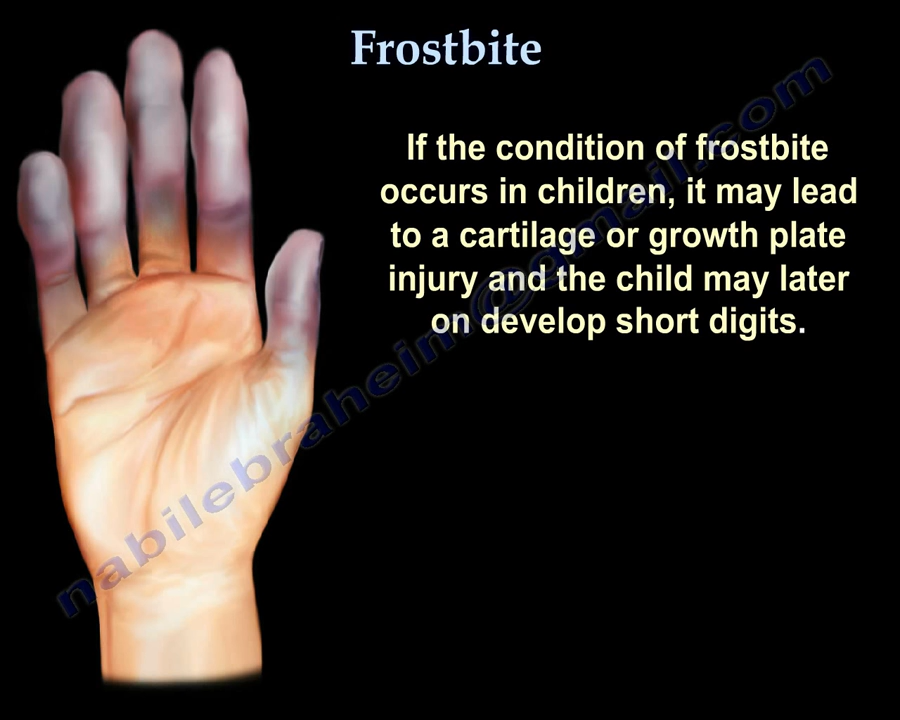 Frostbite
If the condition of frostbite
occurs in children, it may lead
to a cartilage or growth plate
injury and the child may later
on develop short digits.
nabilebraheim@gmail.com